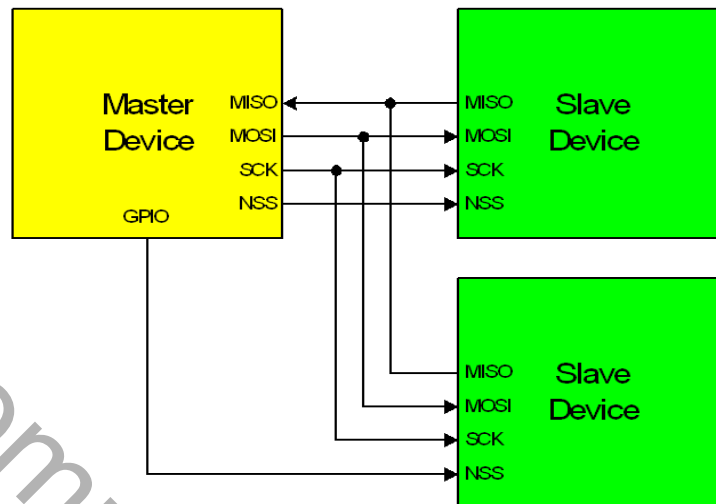 Master
Device
MISO
MOSI
SCK
NSS
GPIO
MISO
MOSI
SCK
NSS
Slave
Device
MISO
MOSI
SCK
NSS
Slave
Device